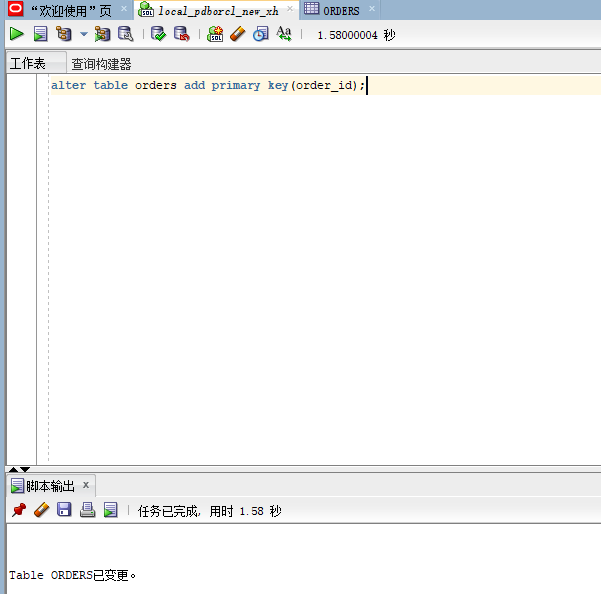 “欢迎使用”页
local_pdborcl_new_xh
ORDERS
1.58000004 秒
工作表
查询构建器
alter table orders add primary key(order_id);
脚本输出
任务已完成, 用时 1.58 秒
Table ORDERS已变更。